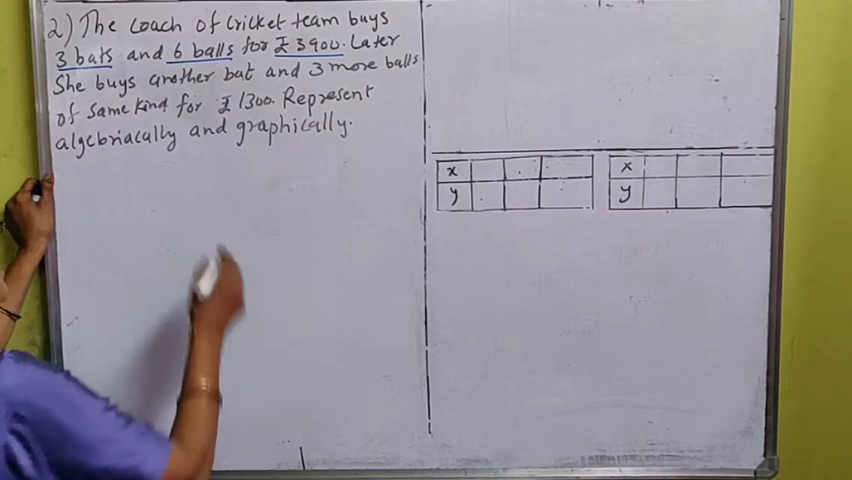 2) The coach of Cricket team buys
3 bats and 6 balls for ₹ 3900. Later
She buys another bat and 3 more balls
of same kind for ₹ 1300. Represent
algebriacally and graphically.
x x
y y